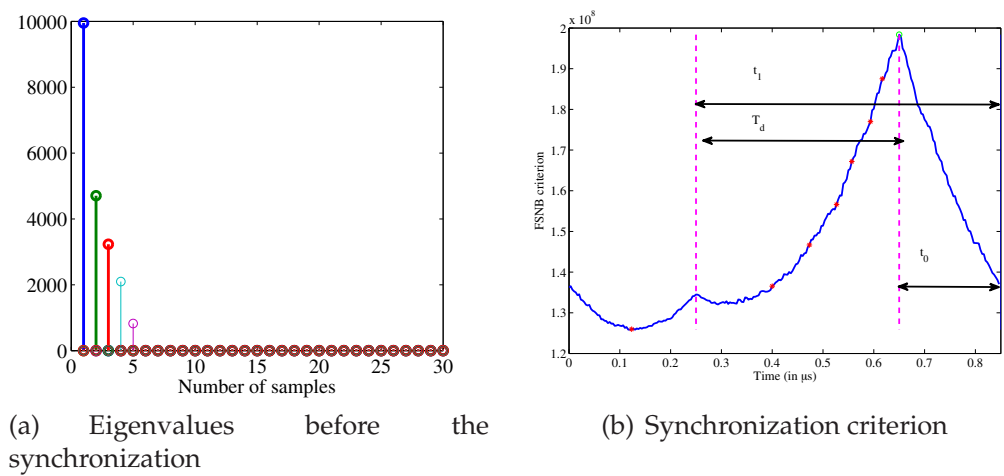 10000
8000
6000
4000
2000
0
0 5 10 15 20 25 30
Number of samples
(a) Eigenvalues before the
synchronization
x 10^8
2
1.9
1.8
1.7
1.6
1.5
1.4
1.3
1.2
FSNB criterion
t_1
T_d
t_0
0 0.1 0.2 0.3 0.4 0.5 0.6 0.7 0.8
Time (in µs)
(b) Synchronization criterion